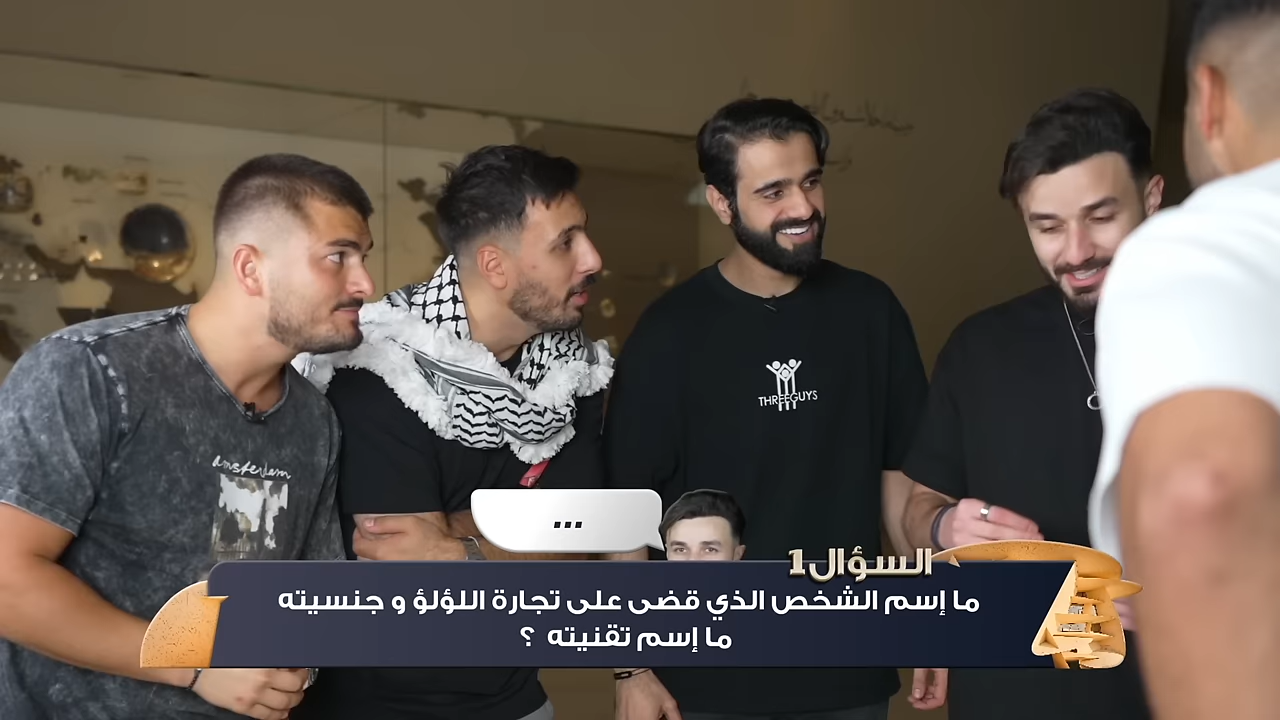 amsterdam
THREEGUYS
...
السؤال1
ما إسم الشخص الذي قضى على تجارة اللؤلؤ و جنسيته
ما إسم تقنيته ؟